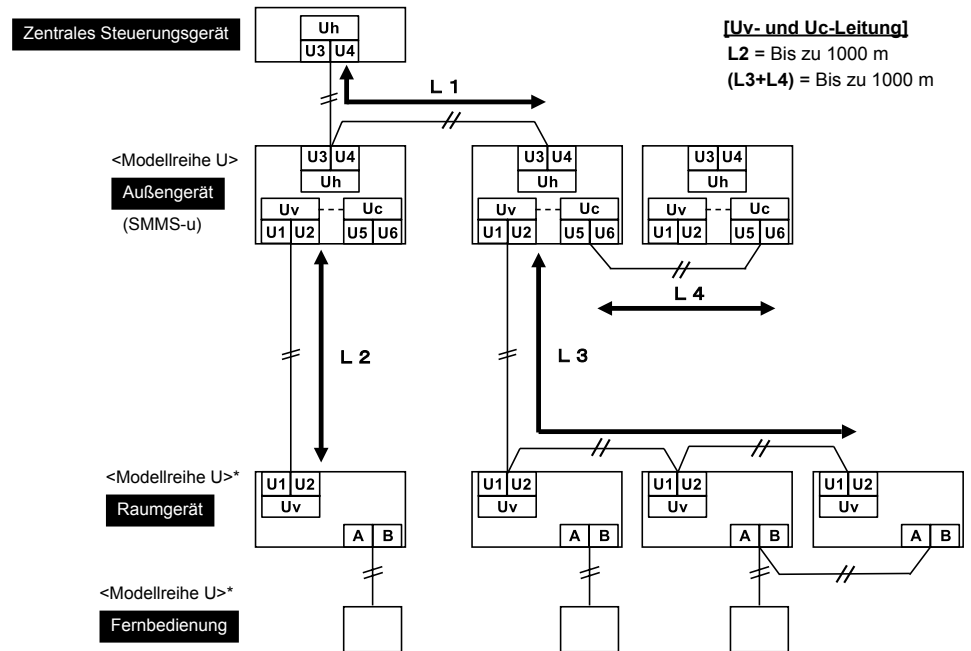 Zentrales Steuerungsgerät
Uh
U3 U4
[Uv- und Uc-Leitung]
L2 = Bis zu 1000 m
(L3+L4) = Bis zu 1000 m
L 1
<Modellreihe U>
Außengerät
(SMMS-u)
U3 U4
Uh
Uv Uc
U1 U2 U5 U6
U3 U4
Uh
Uv Uc
U1 U2 U5 U6
U3 U4
Uh
Uv Uc
U1 U2 U5 U6
L 4
L 2
L 3
<Modellreihe U>*
Raumgerät
U1 U2
Uv
A B
U1 U2
Uv
A B
U1 U2
Uv
A B
U1 U2
Uv
A B
<Modellreihe U>*
Fernbedienung